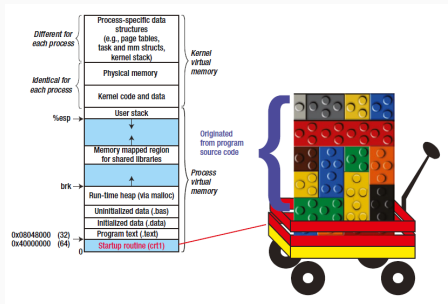 Different for
each process
Process-specific data
structures
(e.g., page tables,
task and mm structs,
kernel stack)
Kernel
virtual
memory
Identical for
each process
Physical memory
Kernel code and data
%esp
User stack
Memory mapped region
for shared libraries
brk
Run-time heap (via malloc)
Process
virtual
memory
Uninitialized data (.bas)
Initialized data (.data)
0x08048000 (32)
Program text (.text)
0x40000000 (64)
Startup routine (crt1)
0
Originated
from program
source code